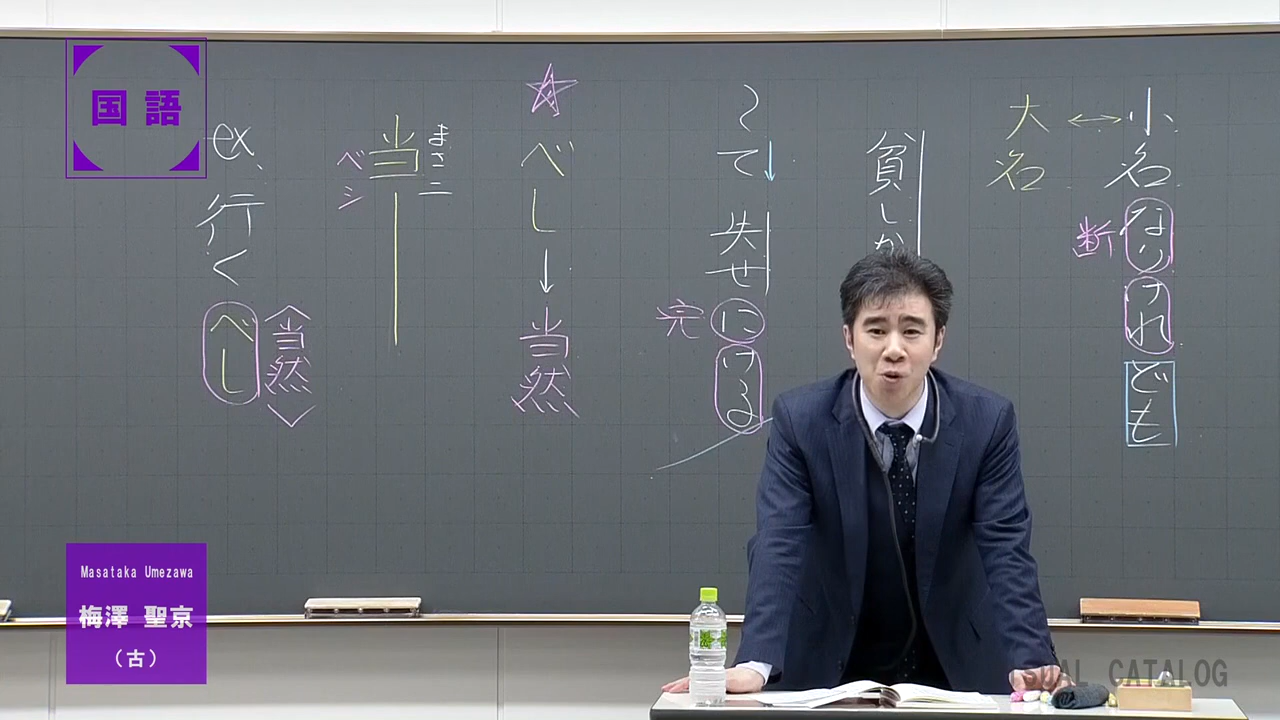 国語
小名なりけれども
断
大名
貧しか
〜て失せにける
完
べし→当然
まさニ
当
ベシ
ex.行くべし
〈当然〉
Masataka Umezawa
梅澤 聖京
（古）
SUAL CATALOG